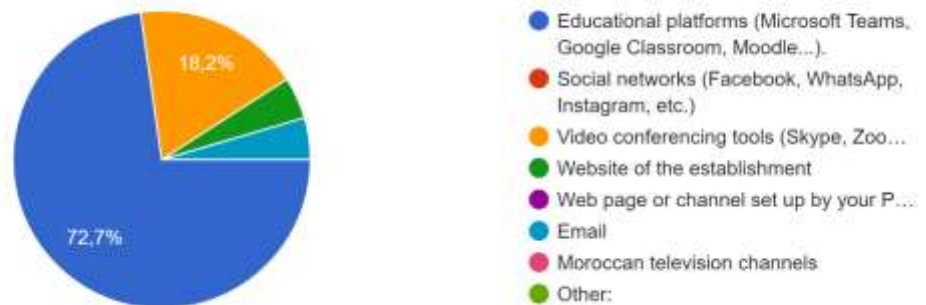 18,2%
72,7%
Educational platforms (Microsoft Teams,
Google Classroom, Moodle...).
Social networks (Facebook, WhatsApp,
Instagram, etc.)
Video conferencing tools (Skype, Zoo...
Website of the establishment
Web page or channel set up by your P...
Email
Moroccan television channels
Other: